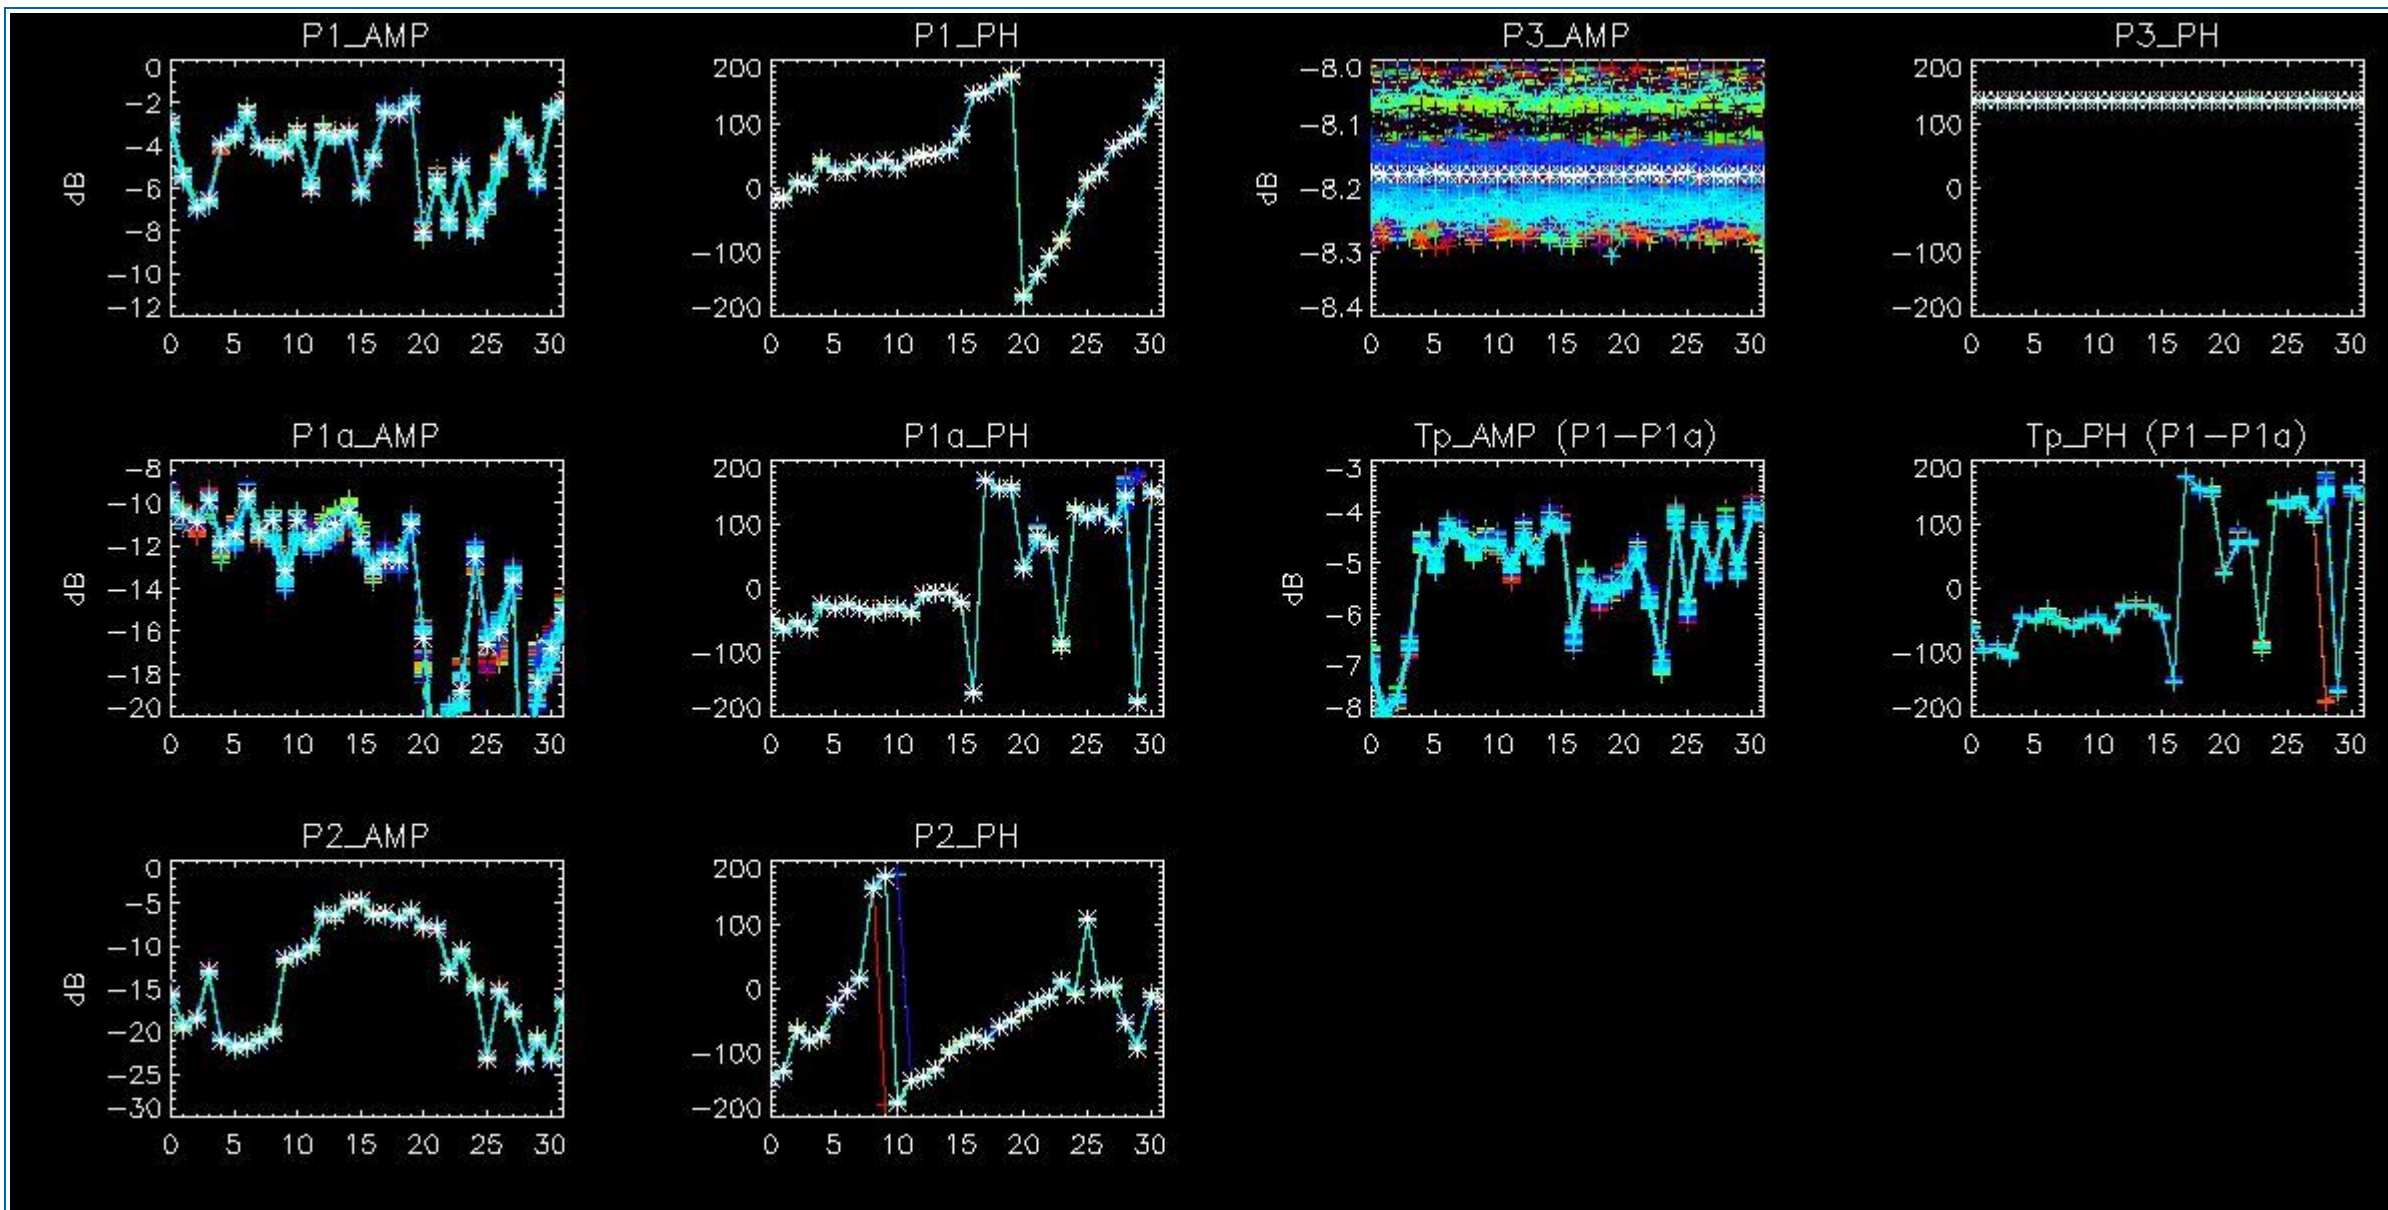 P1_AMP P1_PH P3_AMP P3_PH
0 200 -8.0 200
-2
-4 100 -8.1 100
dB -6 0 dB -8.2 0
-8
-10 -100 -8.3 -100
-12 -200 -8.4 -200
0 5 10 15 20 25 30 0 5 10 15 20 25 30 0 5 10 15 20 25 30 0 5 10 15 20 25 30
P1a_AMP P1a_PH Tp_AMP (P1-P1a) Tp_PH (P1-P1a)
-8 200 -3 200
-10 100 -4 100
-12
dB -14 0 dB -5 0
-16 -6
-18 -100 -7 -100
-20 -200 -8 -200
0 5 10 15 20 25 30 0 5 10 15 20 25 30 0 5 10 15 20 25 30 0 5 10 15 20 25 30
P2_AMP P2_PH
0 200
-5 100
-10
dB -15 0
-20
-25 -100
-30 -200
0 5 10 15 20 25 30 0 5 10 15 20 25 30